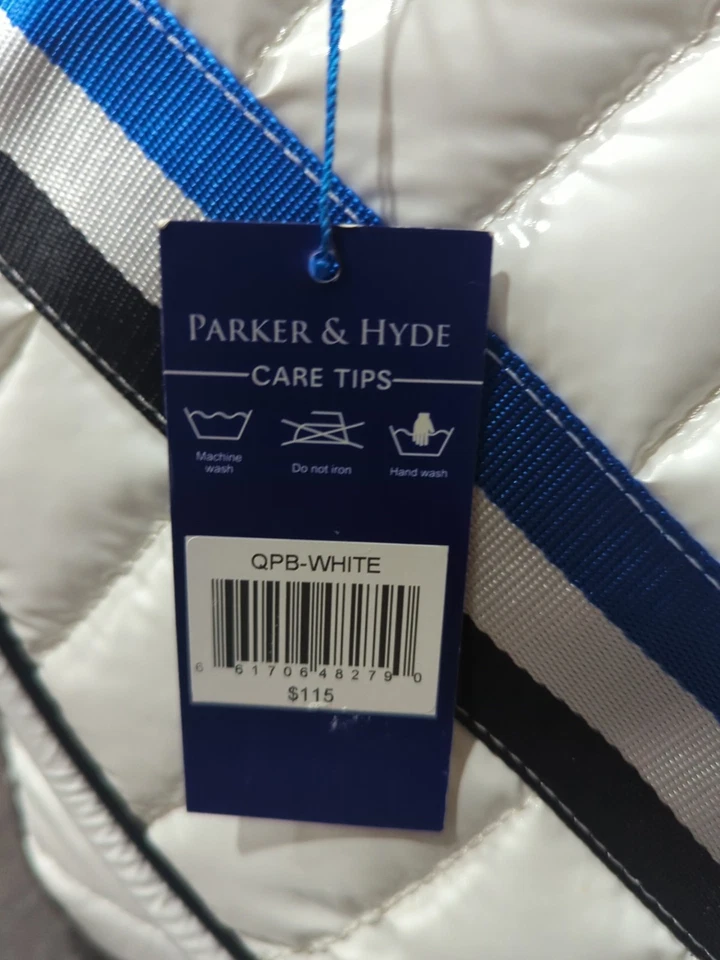 PARKER & HYDE
CARE TIPS
Machine wash
Do not iron
Hand wash
QPB-WHITE
6 61706 48279 0
$115